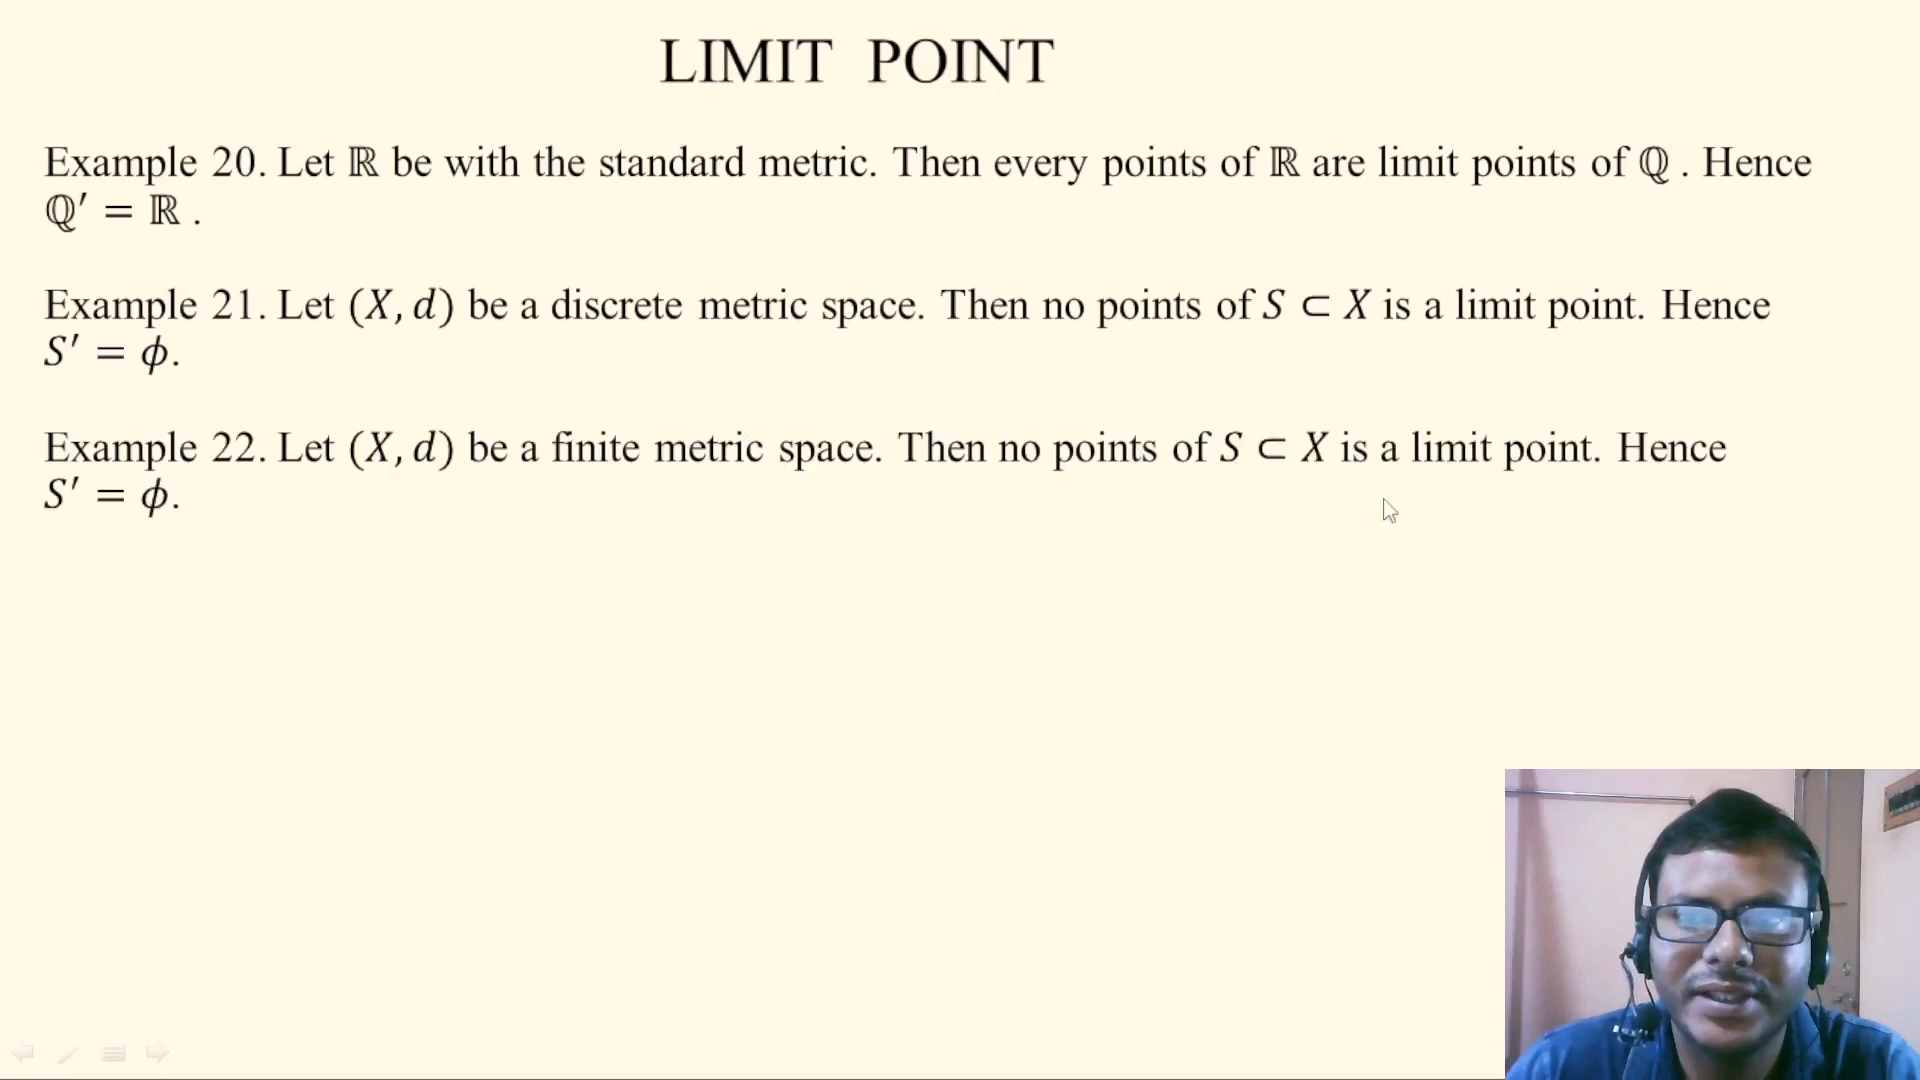 LIMIT POINT
Example 20. Let ℝ be with the standard metric. Then every points of ℝ are limit points of ℚ . Hence
ℚ′ = ℝ .
Example 21. Let (X, d) be a discrete metric space. Then no points of S ⊂ X is a limit point. Hence
S′ = ϕ.
Example 22. Let (X, d) be a finite metric space. Then no points of S ⊂ X is a limit point. Hence
S′ = ϕ.